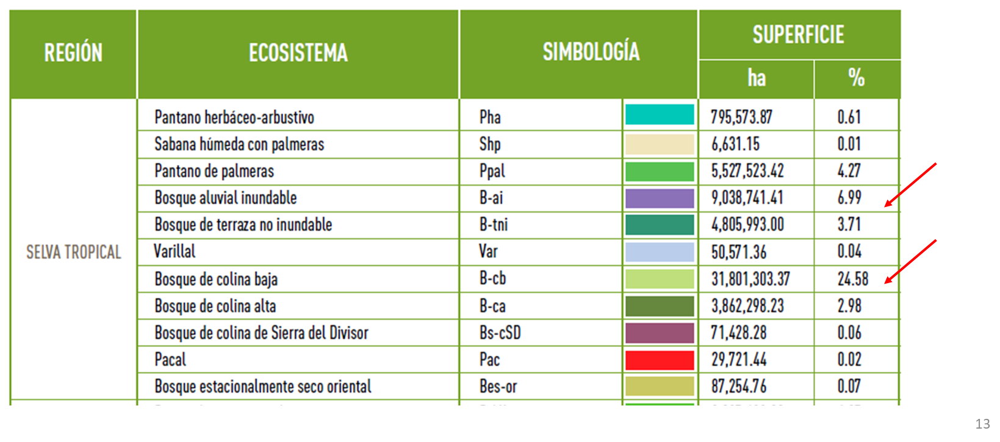 REGIÓN ECOSISTEMA SIMBOLOGÍA SUPERFICIE
ha %
SELVA TROPICAL
Pantano herbáceo-arbustivo Pha 795,573.87 0.61
Sabana húmeda con palmeras Shp 6,631.15 0.01
Pantano de palmeras Ppal 5,527,523.42 4.27
Bosque aluvial inundable B-ai 9,038,741.41 6.99
Bosque de terraza no inundable B-tni 4,805,993.00 3.71
Varillal Var 50,571.36 0.04
Bosque de colina baja B-cb 31,801,303.37 24.58
Bosque de colina alta B-ca 3,862,298.23 2.98
Bosque de colina de Sierra del Divisor Bs-cSD 71,428.28 0.06
Pacal Pac 29,721.44 0.02
Bosque estacionalmente seco oriental Bes-or 87,254.76 0.07
13